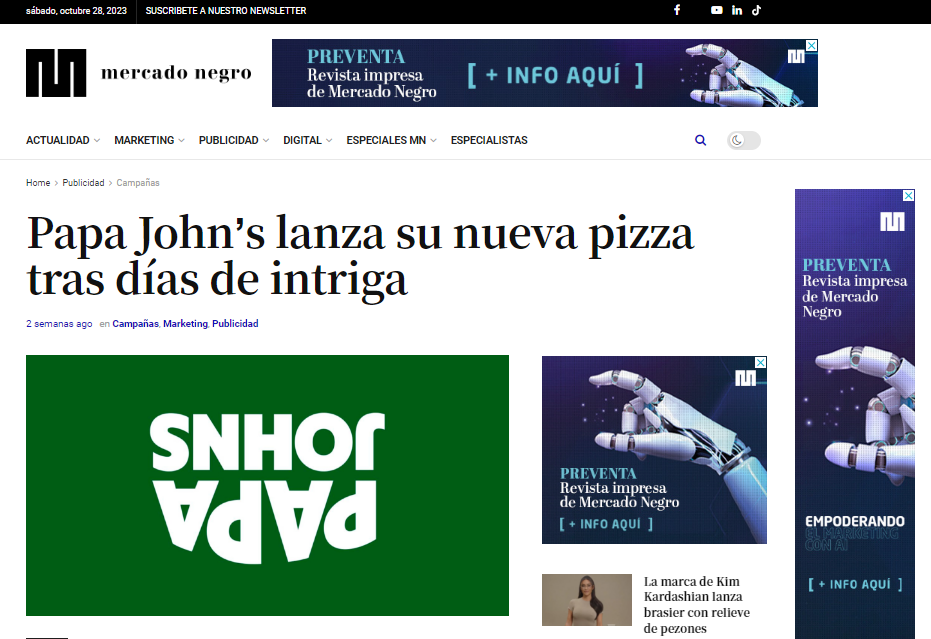 sábado, octubre 28, 2023
SUSCRIBETE A NUESTRO NEWSLETTER
mercado negro
PREVENTA
Revista impresa
de Mercado Negro
[ + INFO AQUÍ ]
ACTUALIDAD
MARKETING
PUBLICIDAD
DIGITAL
ESPECIALES MN
ESPECIALISTAS
Home > Publicidad > Campañas
Papa John’s lanza su nueva pizza
tras días de intriga
2 semanas ago en Campañas, Marketing, Publicidad
PAPA
JOHNS
PREVENTA
Revista impresa
de Mercado Negro
[ + INFO AQUÍ ]
La marca de Kim
Kardashian lanza
brasier con relieve
de pezones
PREVENTA
Revista impresa
de Mercado
Negro
EMPODERANDO
EL MARKETING
CON AI
[ + INFO AQUÍ ]